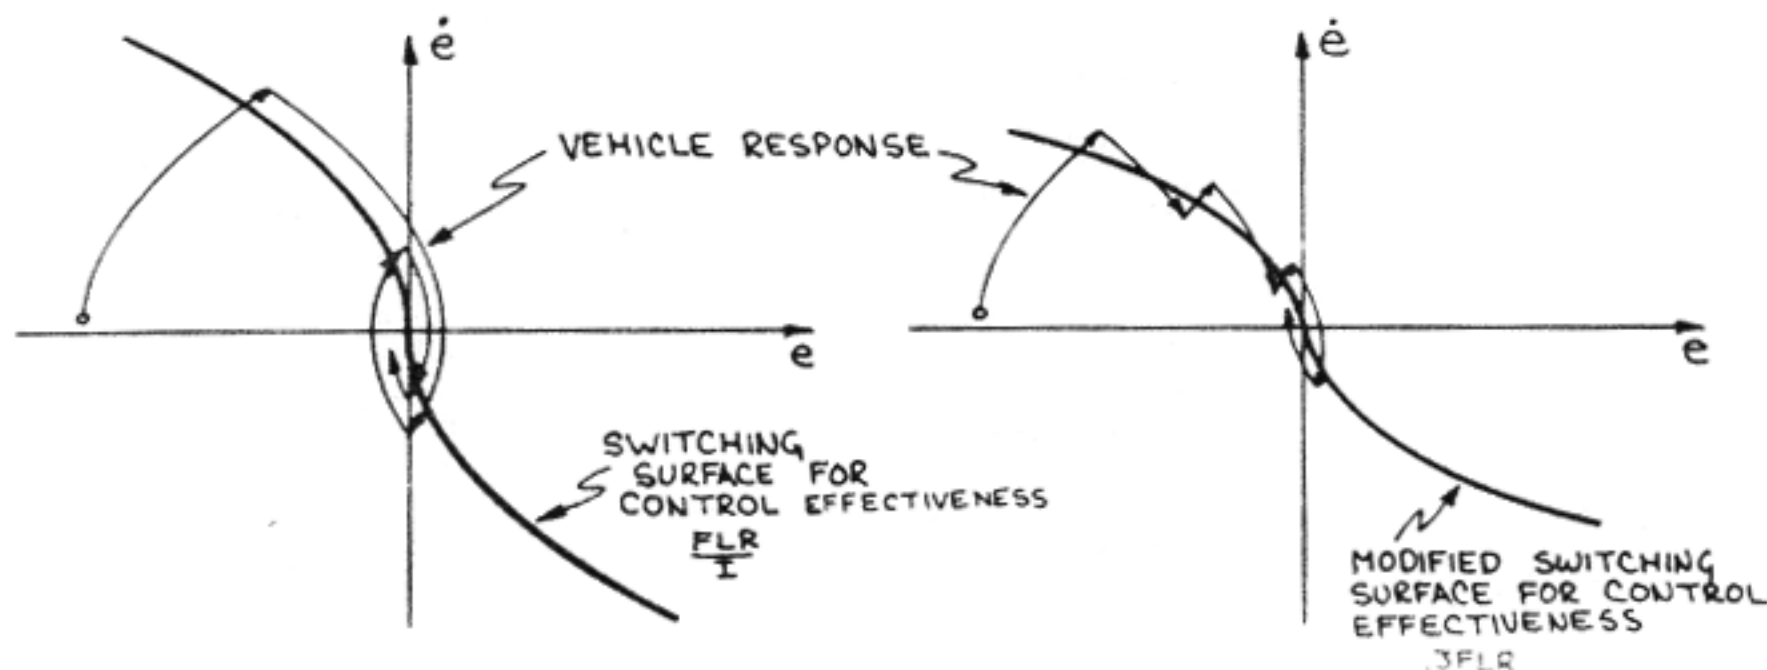 ė
ė
VEHICLE RESPONSE
e
e
SWITCHING
SURFACE FOR
CONTROL EFFECTIVENESS
FLR
I
MODIFIED SWITCHING
SURFACE FOR CONTROL
EFFECTIVENESS
.3FLR